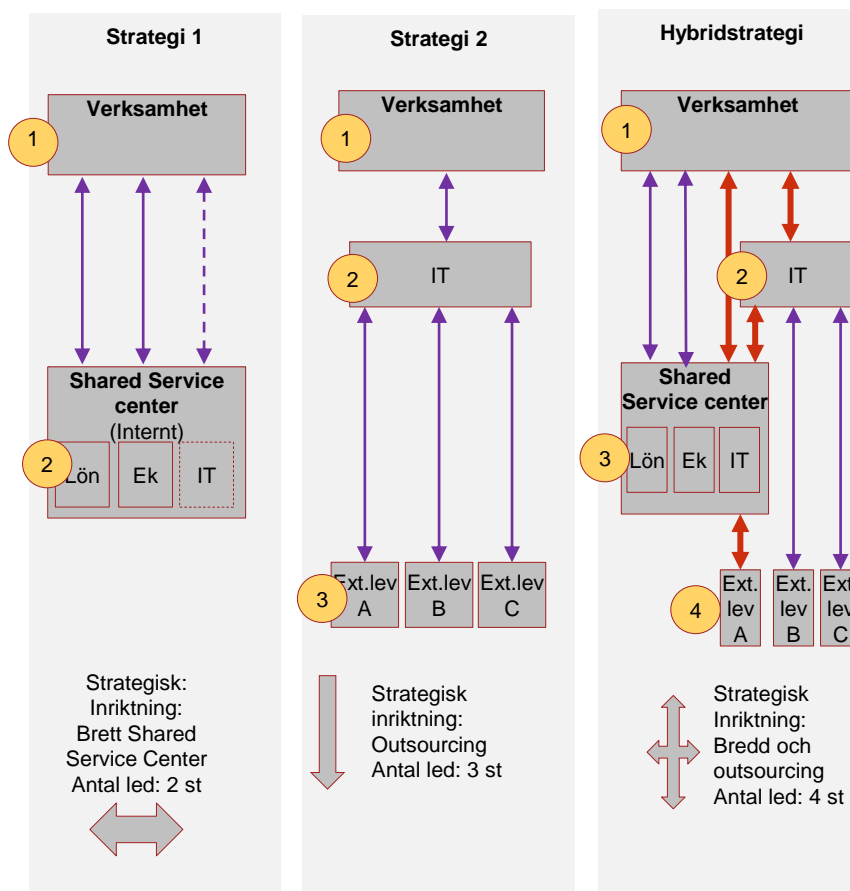 Strategi 1
Verksamhet
1
Shared Service
center
(Internt)
2
Lön
Ek
IT
Strategisk:
Inriktning:
Brett Shared
Service Center
Antal led: 2 st
Strategi 2
Verksamhet
1
2
IT
3
Ext.lev
A
Ext.lev
B
Ext.lev
C
Strategisk
inriktning:
Outsourcing
Antal led: 3 st
Hybridstrategi
Verksamhet
1
2
IT
Shared
Service center
3
Lön
Ek
IT
4
Ext.
lev
A
Ext.
lev
B
Ext.
lev
C
Strategisk
Inriktning:
Bredd och
outsourcing
Antal led: 4 st